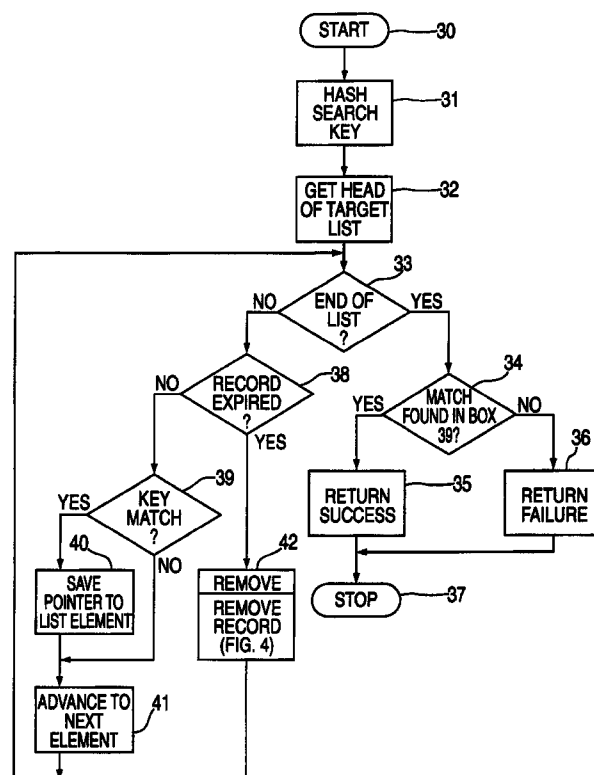 START
30
HASH
SEARCH
KEY
31
GET HEAD
OF TARGET
LIST
32
33
NO
END OF
LIST
?
YES
34
NO
RECORD
EXPIRED
?
38
YES
YES
MATCH
FOUND IN BOX
39?
NO
36
YES
KEY
MATCH
?
39
NO
RETURN
SUCCESS
35
RETURN
FAILURE
40
SAVE
POINTER TO
LIST ELEMENT
42
REMOVE
REMOVE
RECORD
(FIG. 4)
STOP
37
ADVANCE TO
NEXT
ELEMENT
41